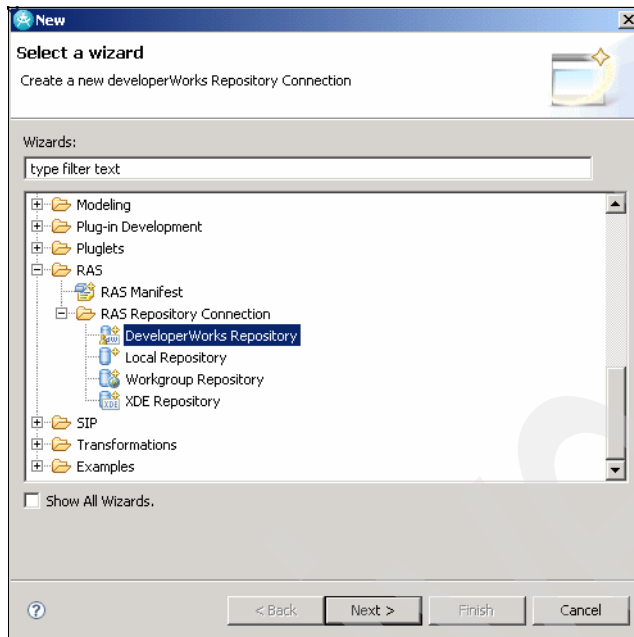 New
Select a wizard
Create a new developerWorks Repository Connection
Wizards:
type filter text
Modeling
Plug-in Development
Pluglets
RAS
RAS Manifest
RAS Repository Connection
DeveloperWorks Repository
Local Repository
Workgroup Repository
XDE Repository
SIP
Transformations
Examples
Show All Wizards.
< Back Next > Finish Cancel